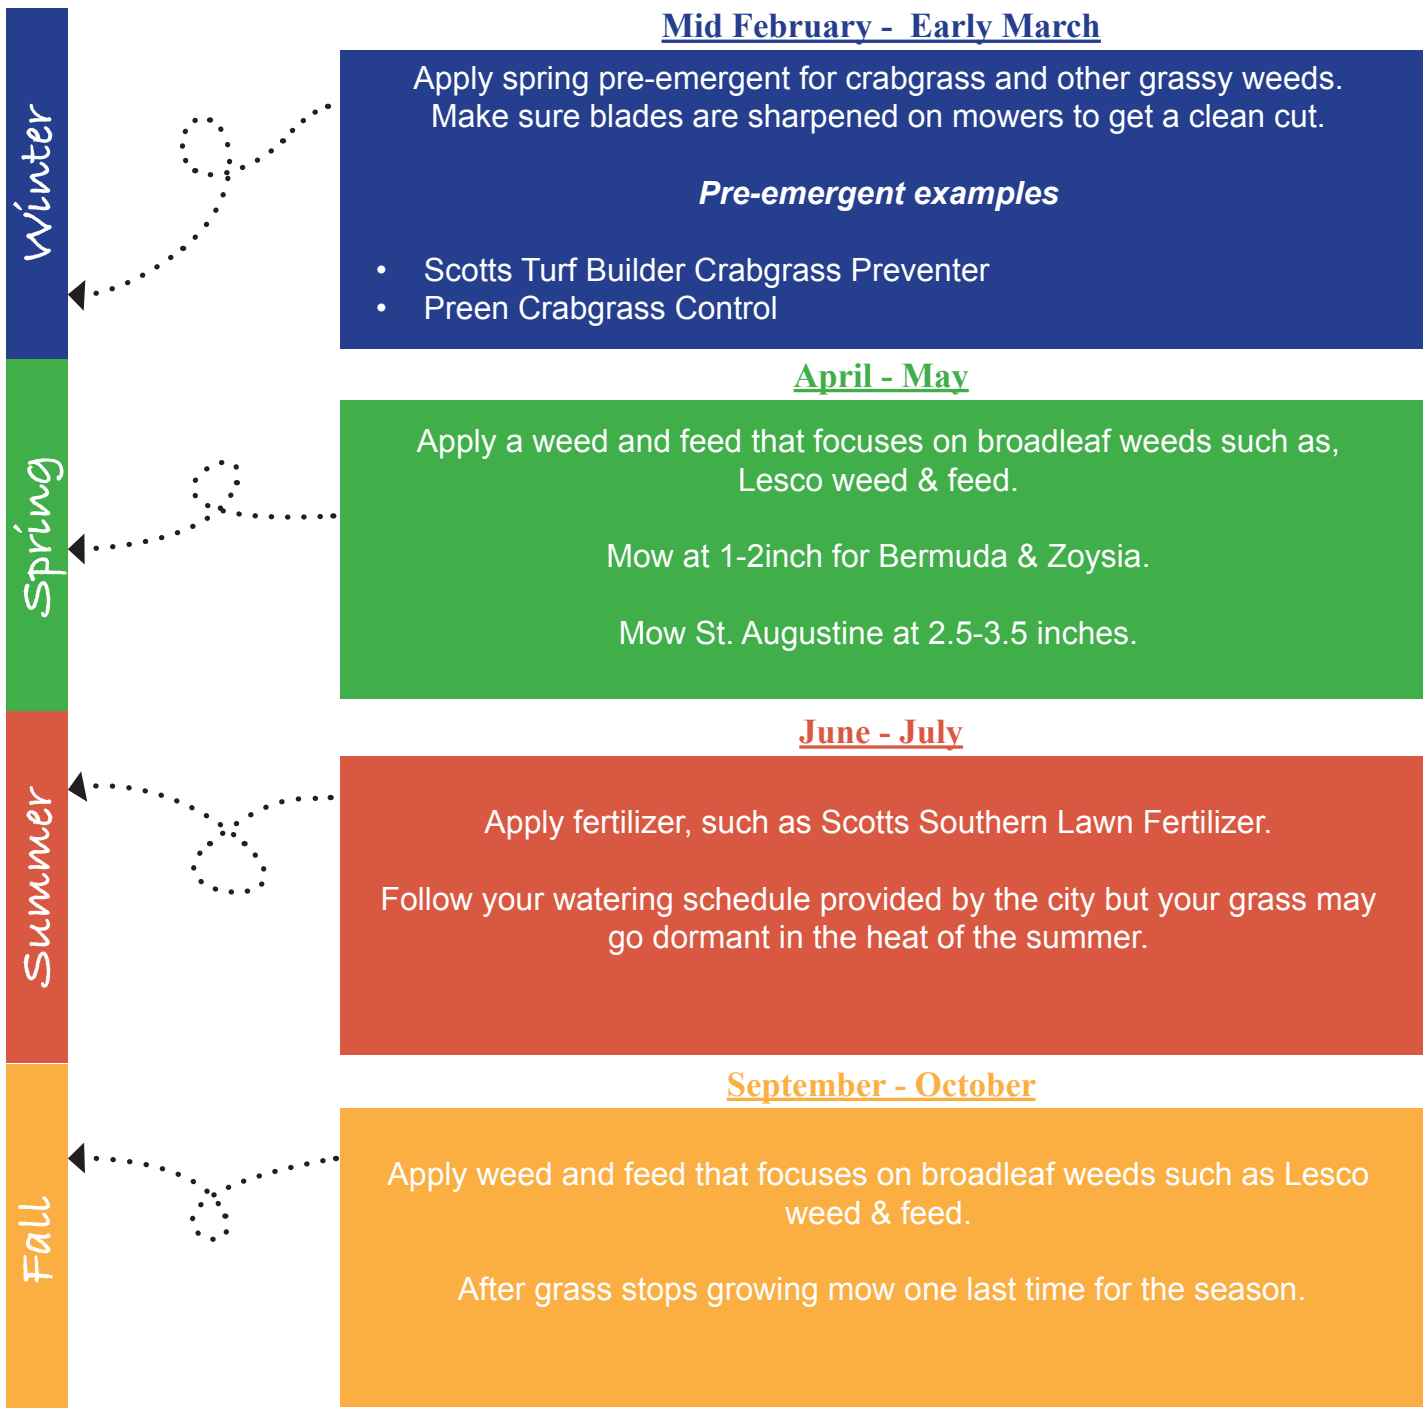 Winter
Mid February - Early March
Apply spring pre-emergent for crabgrass and other grassy weeds.
Make sure blades are sharpened on mowers to get a clean cut.
Pre-emergent examples
• Scotts Turf Builder Crabgrass Preventer
• Preen Crabgrass Control
Spring
April - May
Apply a weed and feed that focuses on broadleaf weeds such as,
Lesco weed & feed.
Mow at 1-2inch for Bermuda & Zoysia.
Mow St. Augustine at 2.5-3.5 inches.
Summer
June - July
Apply fertilizer, such as Scotts Southern Lawn Fertilizer.
Follow your watering schedule provided by the city but your grass may
go dormant in the heat of the summer.
Fall
September - October
Apply weed and feed that focuses on broadleaf weeds such as Lesco
weed & feed.
After grass stops growing mow one last time for the season.